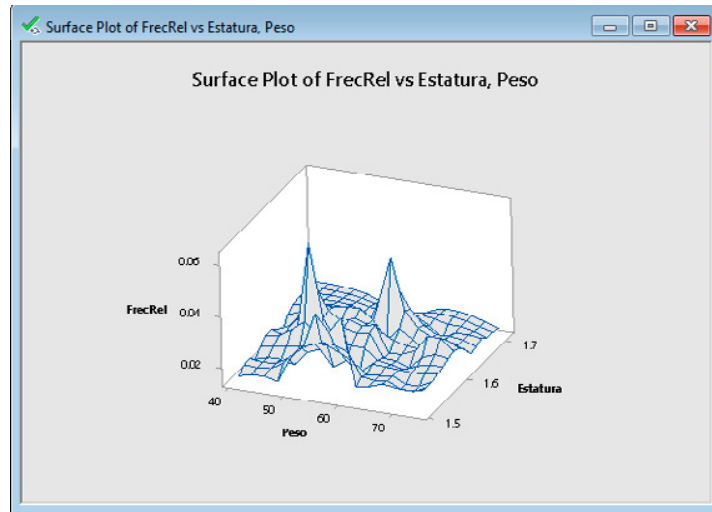 Surface Plot of FrecRel vs Estatura, Peso
Surface Plot of FrecRel vs Estatura, Peso
0.06
FrecRel
0.04
0.02
40
50
60
70
Peso
1.5
1.6
1.7
Estatura